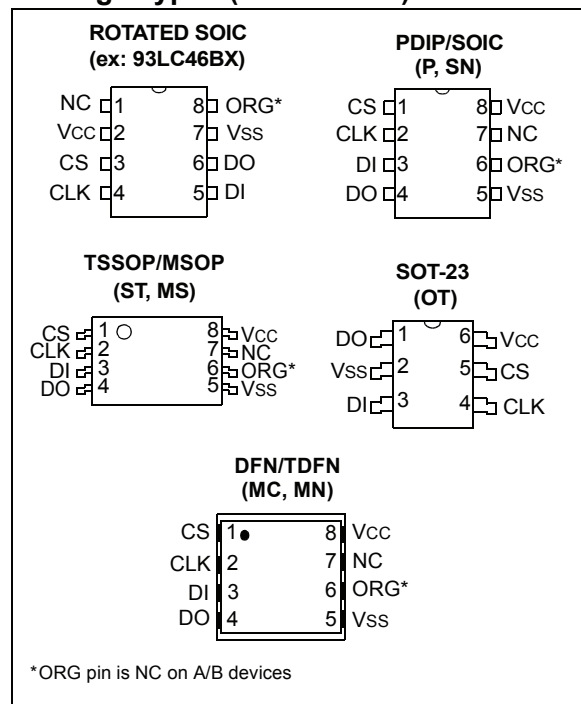 ROTATED SOIC
(ex: 93LC46BX)
NC 1 8 ORG*
VCC 2 7 VSS
CS 3 6 DO
CLK 4 5 DI
PDIP/SOIC
(P, SN)
CS 1 8 VCC
CLK 2 7 NC
DI 3 6 ORG*
DO 4 5 VSS
TSSOP/MSOP
(ST, MS)
CS 1 8 VCC
CLK 2 7 NC
DI 3 6 ORG*
DO 4 5 VSS
SOT-23
(OT)
DO 1 6 VCC
VSS 2 5 CS
DI 3 4 CLK
DFN/TDFN
(MC, MN)
CS 1 8 VCC
CLK 2 7 NC
DI 3 6 ORG*
DO 4 5 VSS
*ORG pin is NC on A/B devices